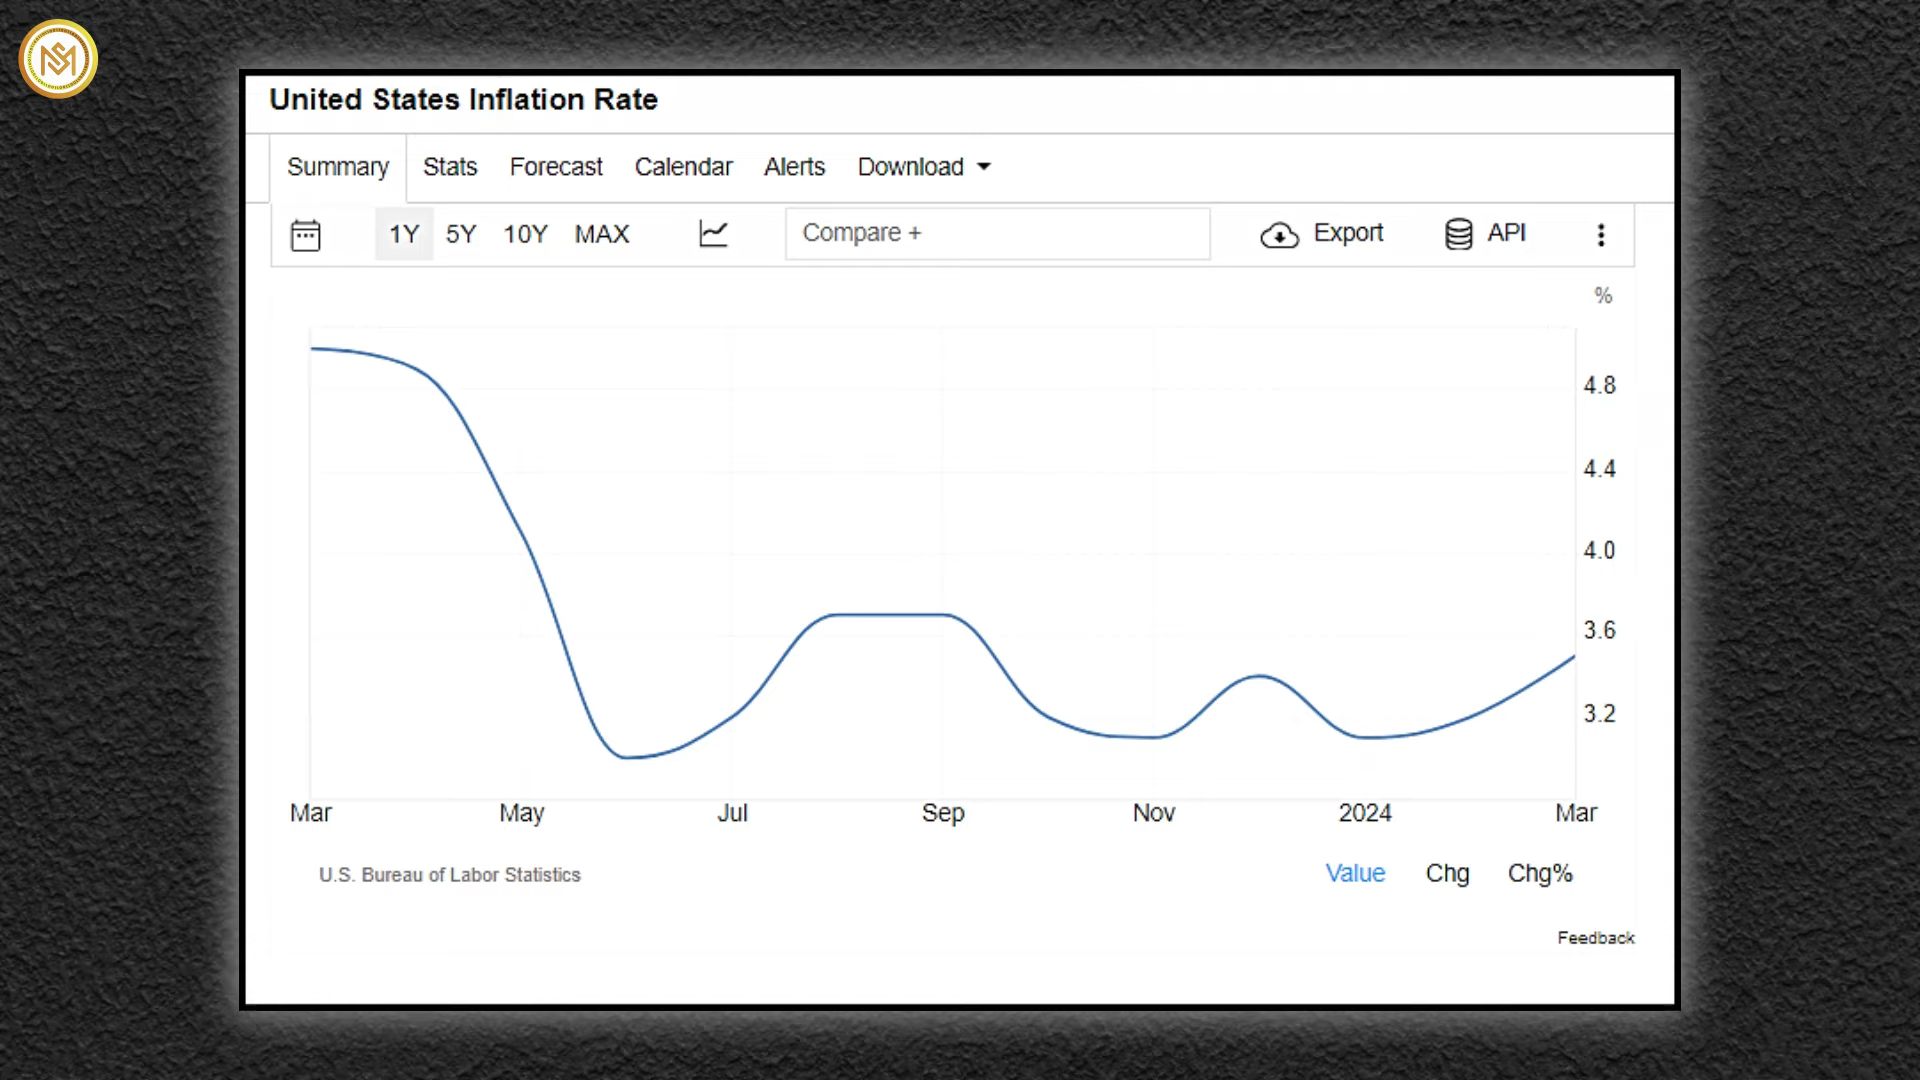 United States Inflation Rate
Summary Stats Forecast Calendar Alerts Download
1Y 5Y 10Y MAX Compare + Export API
%
4.8
4.4
4.0
3.6
3.2
Mar May Jul Sep Nov 2024 Mar
U.S. Bureau of Labor Statistics Value Chg Chg%
Feedback